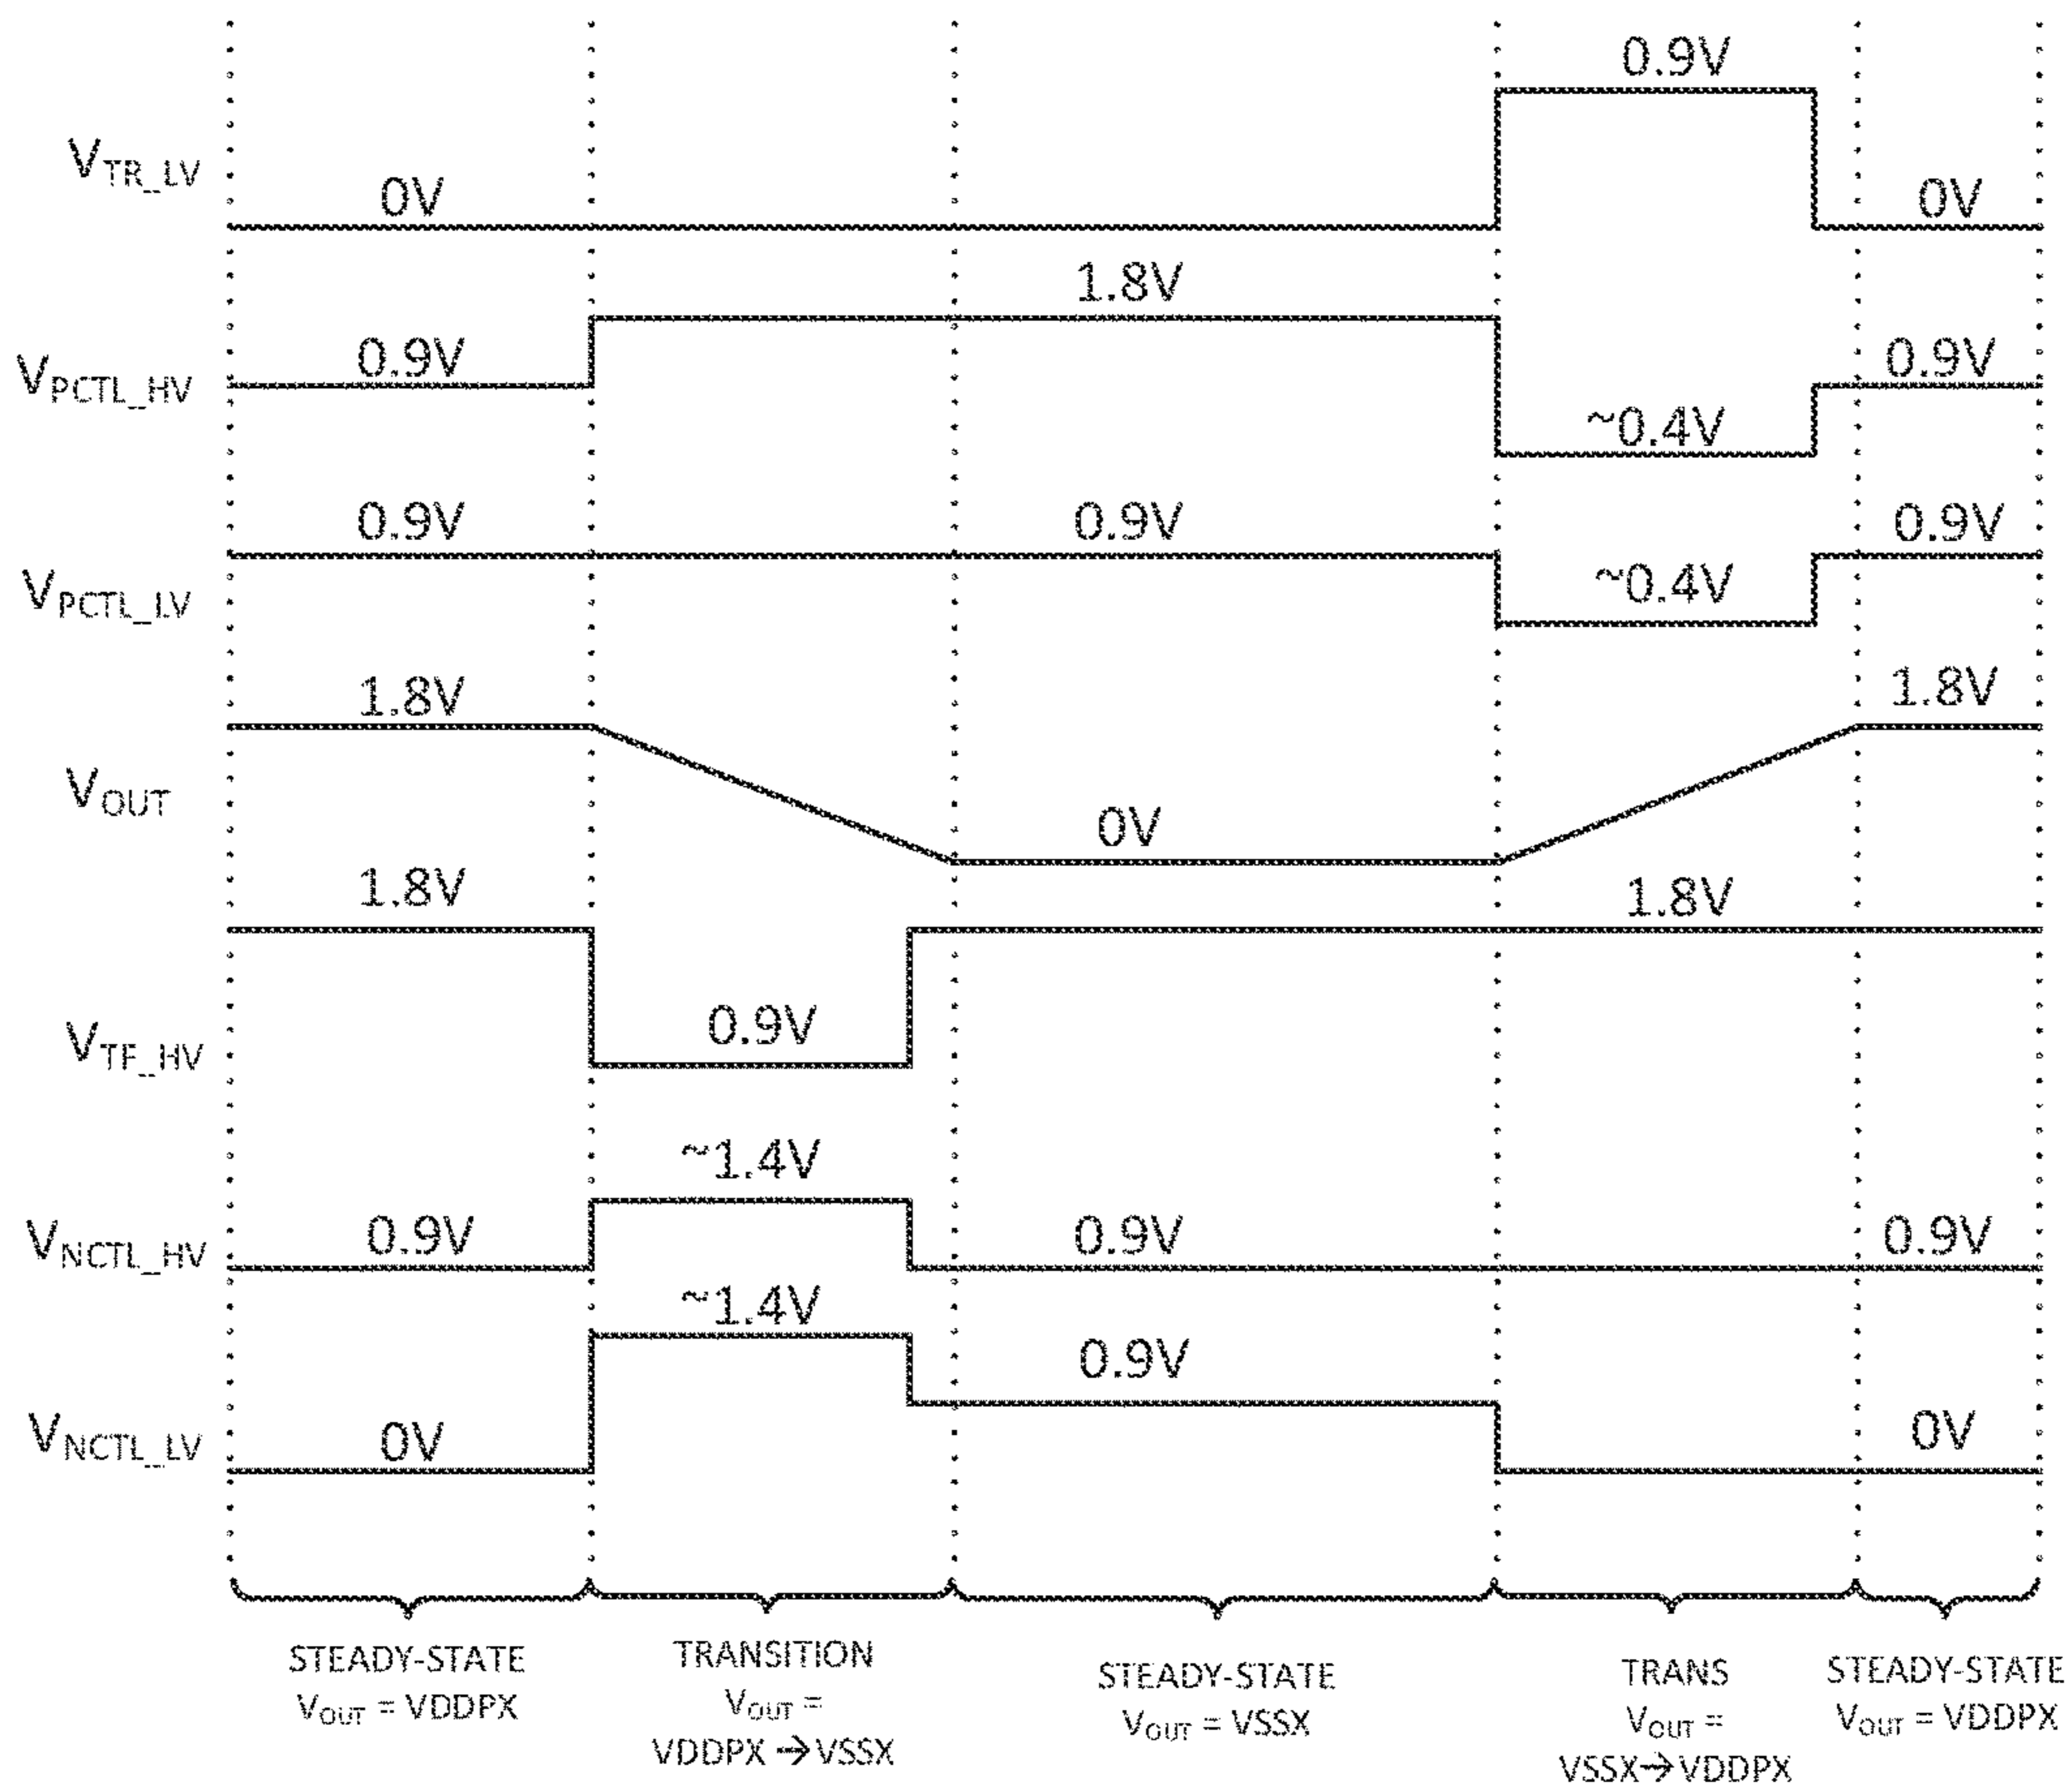 0.9V
V_TR_LV
0V 0V
1.8V
V_PCTL_HV 0.9V 0.9V
~0.4V
0.9V 0.9V 0.9V
V_PCTL_LV ~0.4V
1.8V 1.8V
V_OUT
0V
1.8V 1.8V
V_TF_HV 0.9V
~1.4V
V_NCTL_HV 0.9V 0.9V 0.9V
~1.4V
0.9V
V_NCTL_LV 0V 0V
STEADY-STATE
V_OUT = VDDPX
TRANSITION
V_OUT =
VDDPX → VSSX
STEADY-STATE
V_OUT = VSSX
TRANS
V_OUT =
VSSX→VDDPX
STEADY-STATE
V_OUT = VDDPX